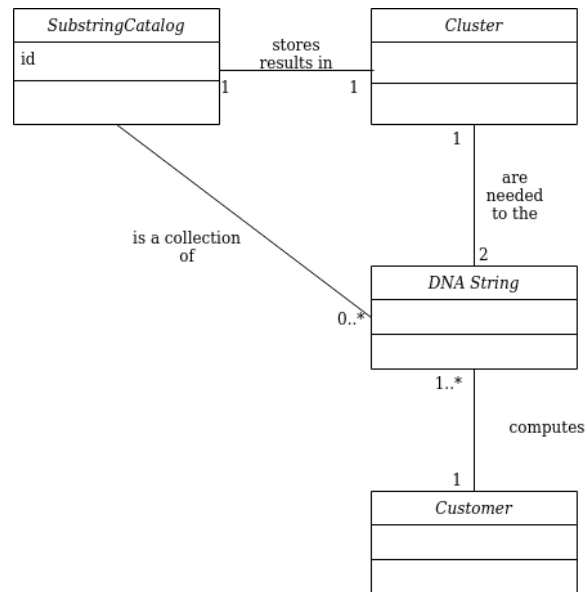 SubstringCatalog
id
stores
results in
1
1
Cluster
1
are
needed
to the
2
is a collection
of
0..*
DNA String
1..*
computes
1
Customer